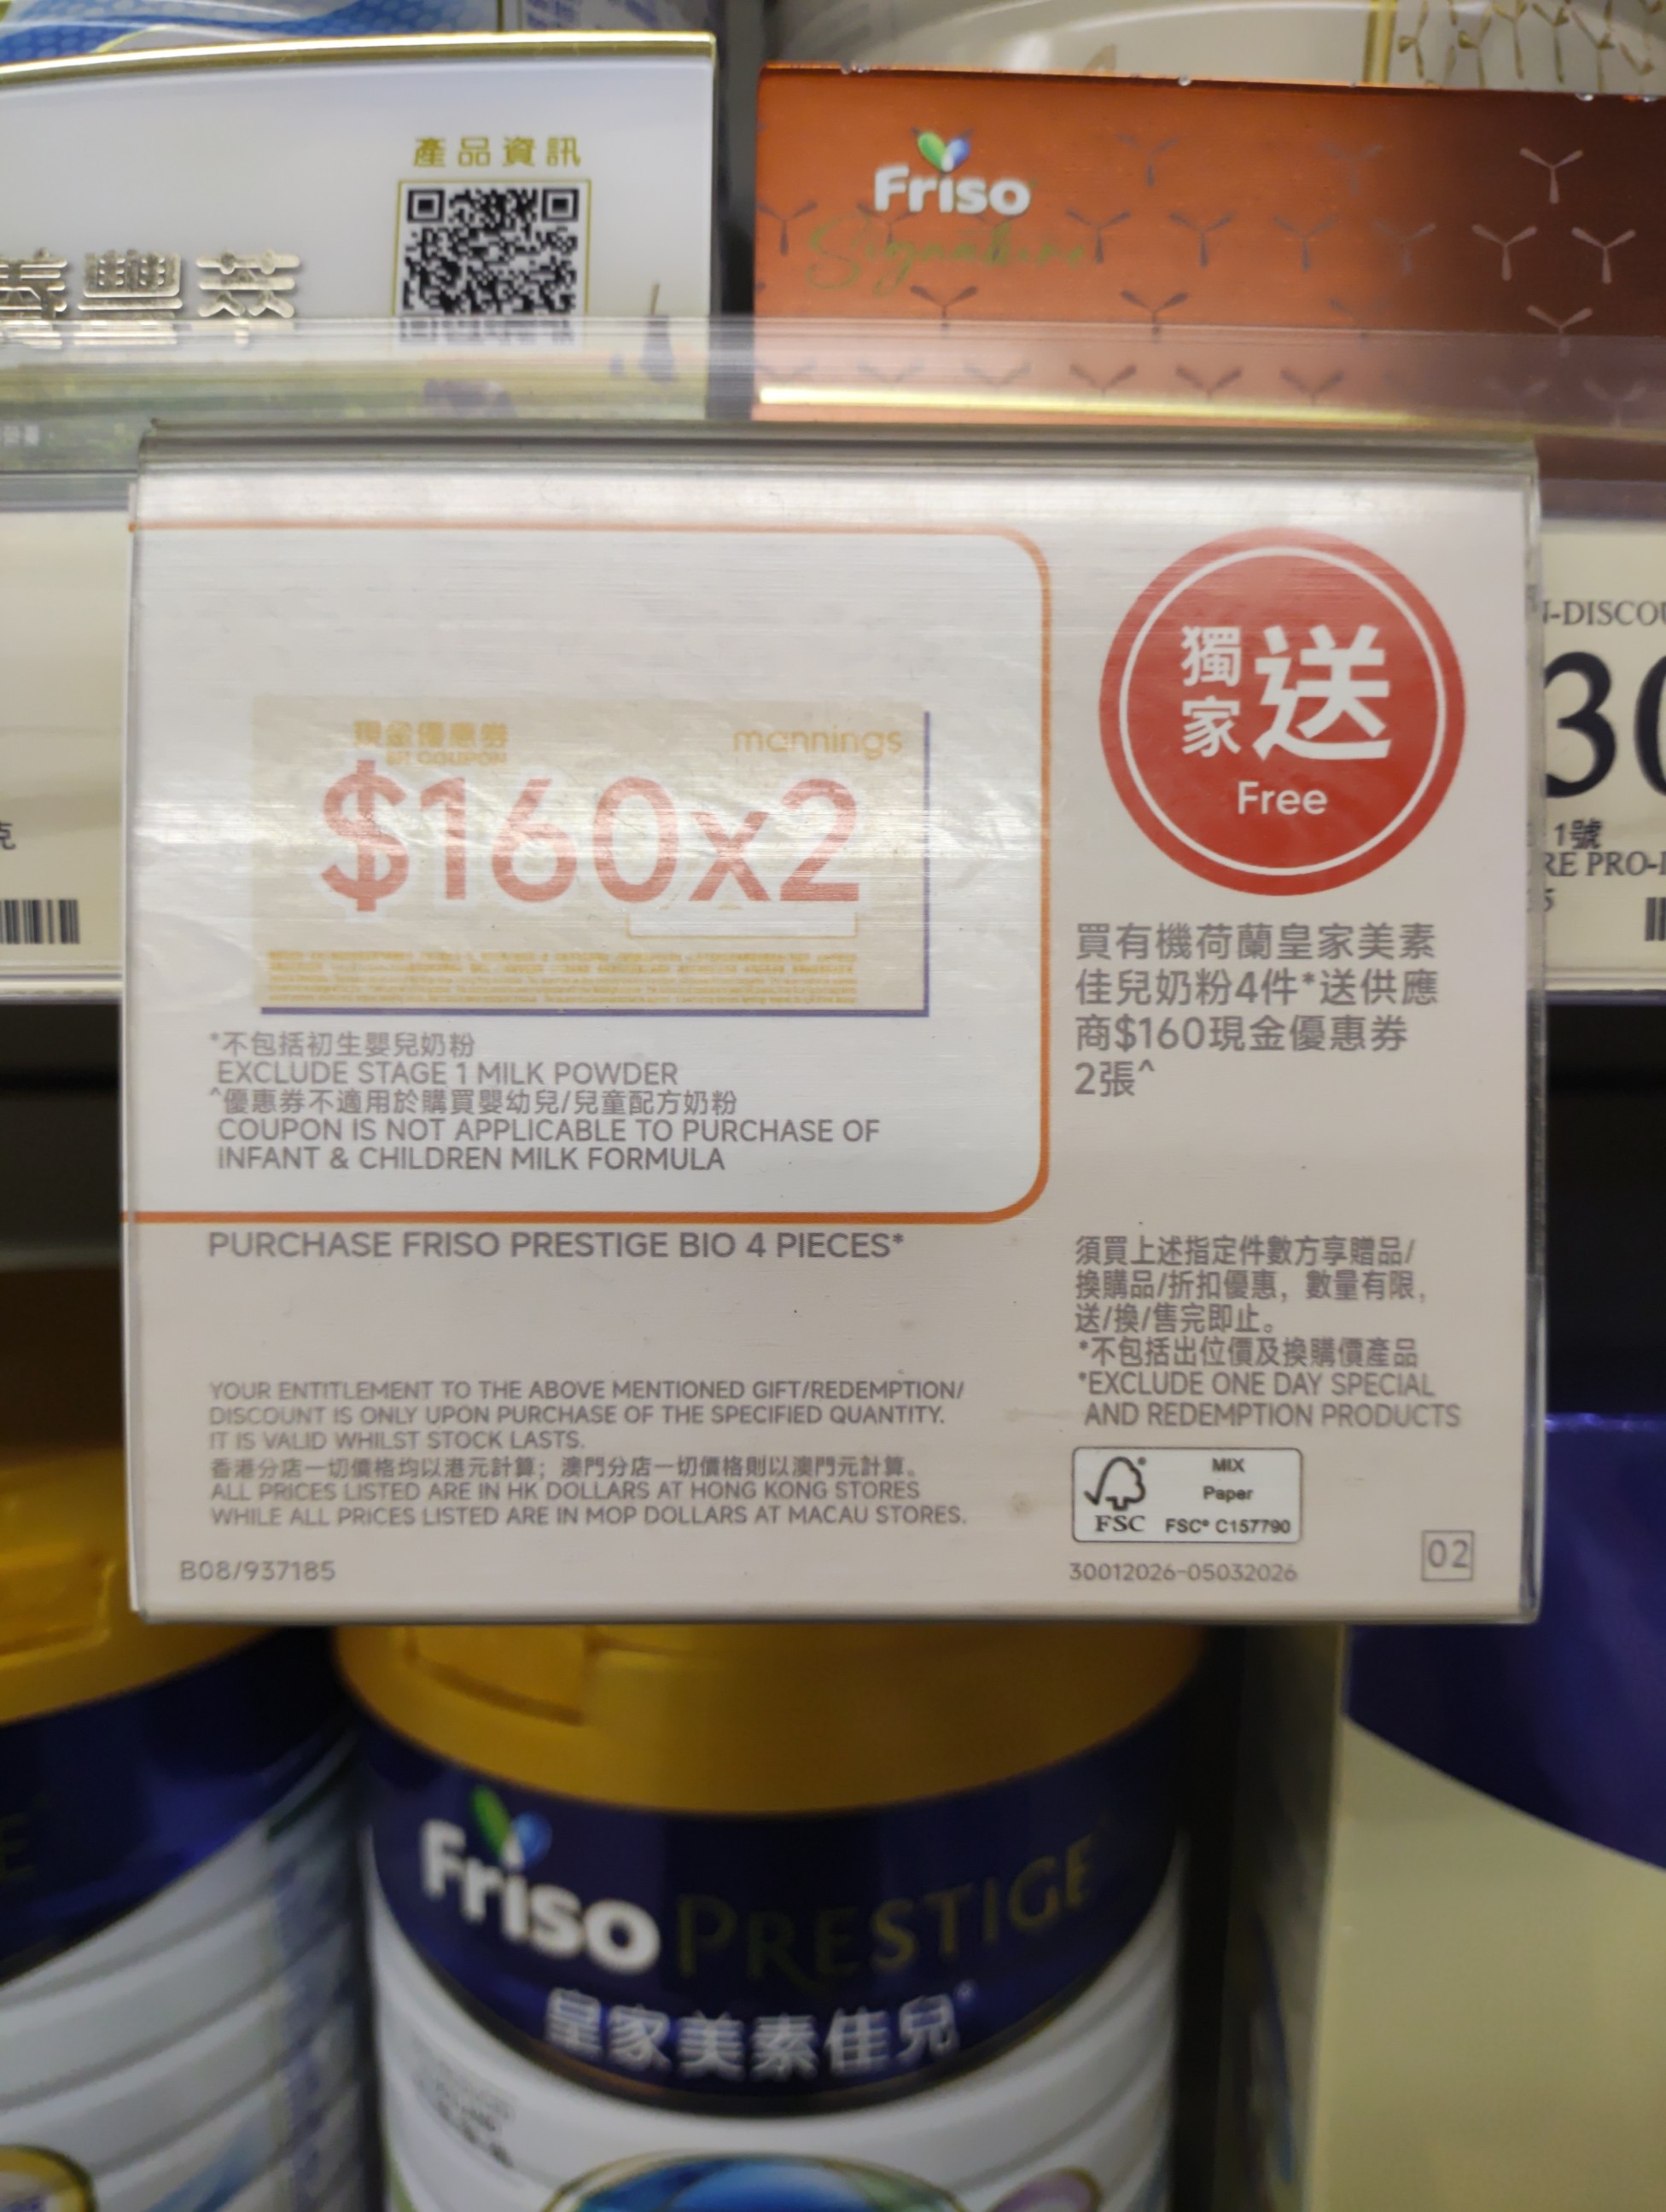 產品資訊
Friso
Signature
N-DISCOU
30
1號
RE PRO-
5
克
現金優惠券
COUPON
mannings
$160x2
獨家送
Free
買有機荷蘭皇家美素
佳兒奶粉4件*送供應
商$160現金優惠券
2張^
*不包括初生嬰兒奶粉
EXCLUDE STAGE 1 MILK POWDER
^優惠券不適用於購買嬰幼兒/兒童配方奶粉
COUPON IS NOT APPLICABLE TO PURCHASE OF
INFANT & CHILDREN MILK FORMULA
PURCHASE FRISO PRESTIGE BIO 4 PIECES*
須買上述指定件數方享贈品/
換購品/折扣優惠，數量有限，
送/換/售完即止。
*不包括出位價及換購價產品
*EXCLUDE ONE DAY SPECIAL
AND REDEMPTION PRODUCTS
YOUR ENTITLEMENT TO THE ABOVE MENTIONED GIFT/REDEMPTION/
DISCOUNT IS ONLY UPON PURCHASE OF THE SPECIFIED QUANTITY.
IT IS VALID WHILST STOCK LASTS.
香港分店一切價格均以港元計算；澳門分店一切價格則以澳門元計算。
ALL PRICES LISTED ARE IN HK DOLLARS AT HONG KONG STORES
WHILE ALL PRICES LISTED ARE IN MOP DOLLARS AT MACAU STORES.
MIX
Paper
FSC FSC® C157790
B08/937185
30012026-05032026
02
Friso PRESTIGE
皇家美素佳兒